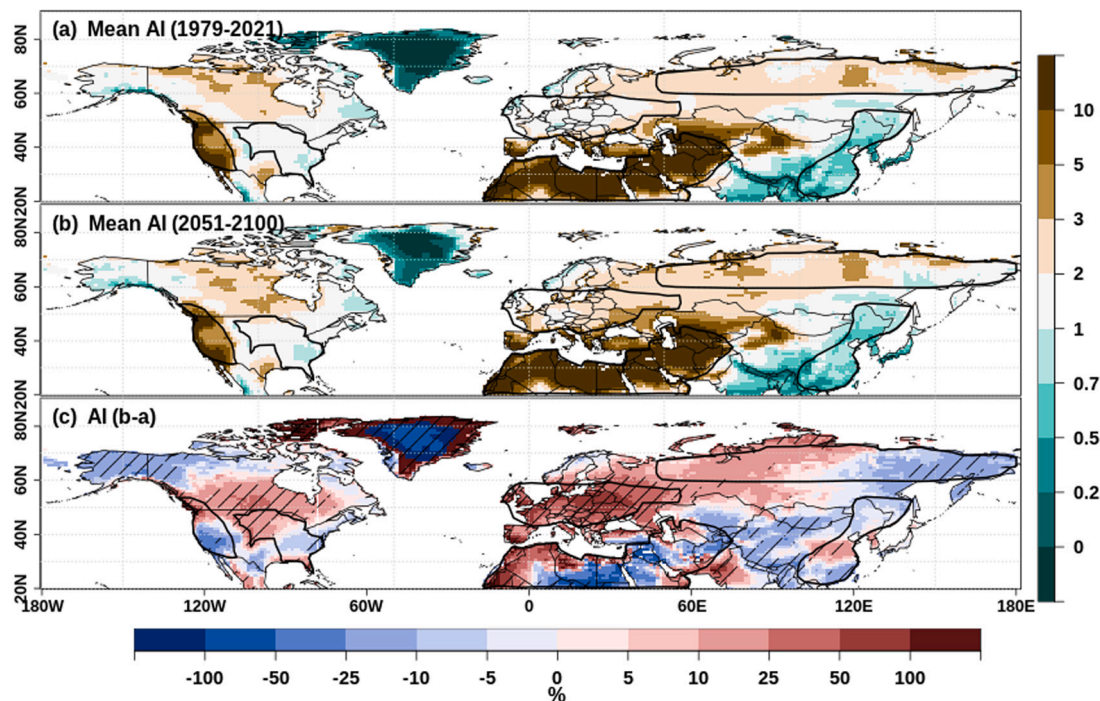 (a) Mean AI (1979-2021)
80N
60N
40N
20N
(b) Mean AI (2051-2100)
80N
60N
40N
20N
(c) AI (b-a)
80N
60N
40N
20N
180W 120W 60W 0 60E 120E 180E
10
5
3
2
1
0.7
0.5
0.2
0
-100 -50 -25 -10 -5 0 5 10 25 50 100
%